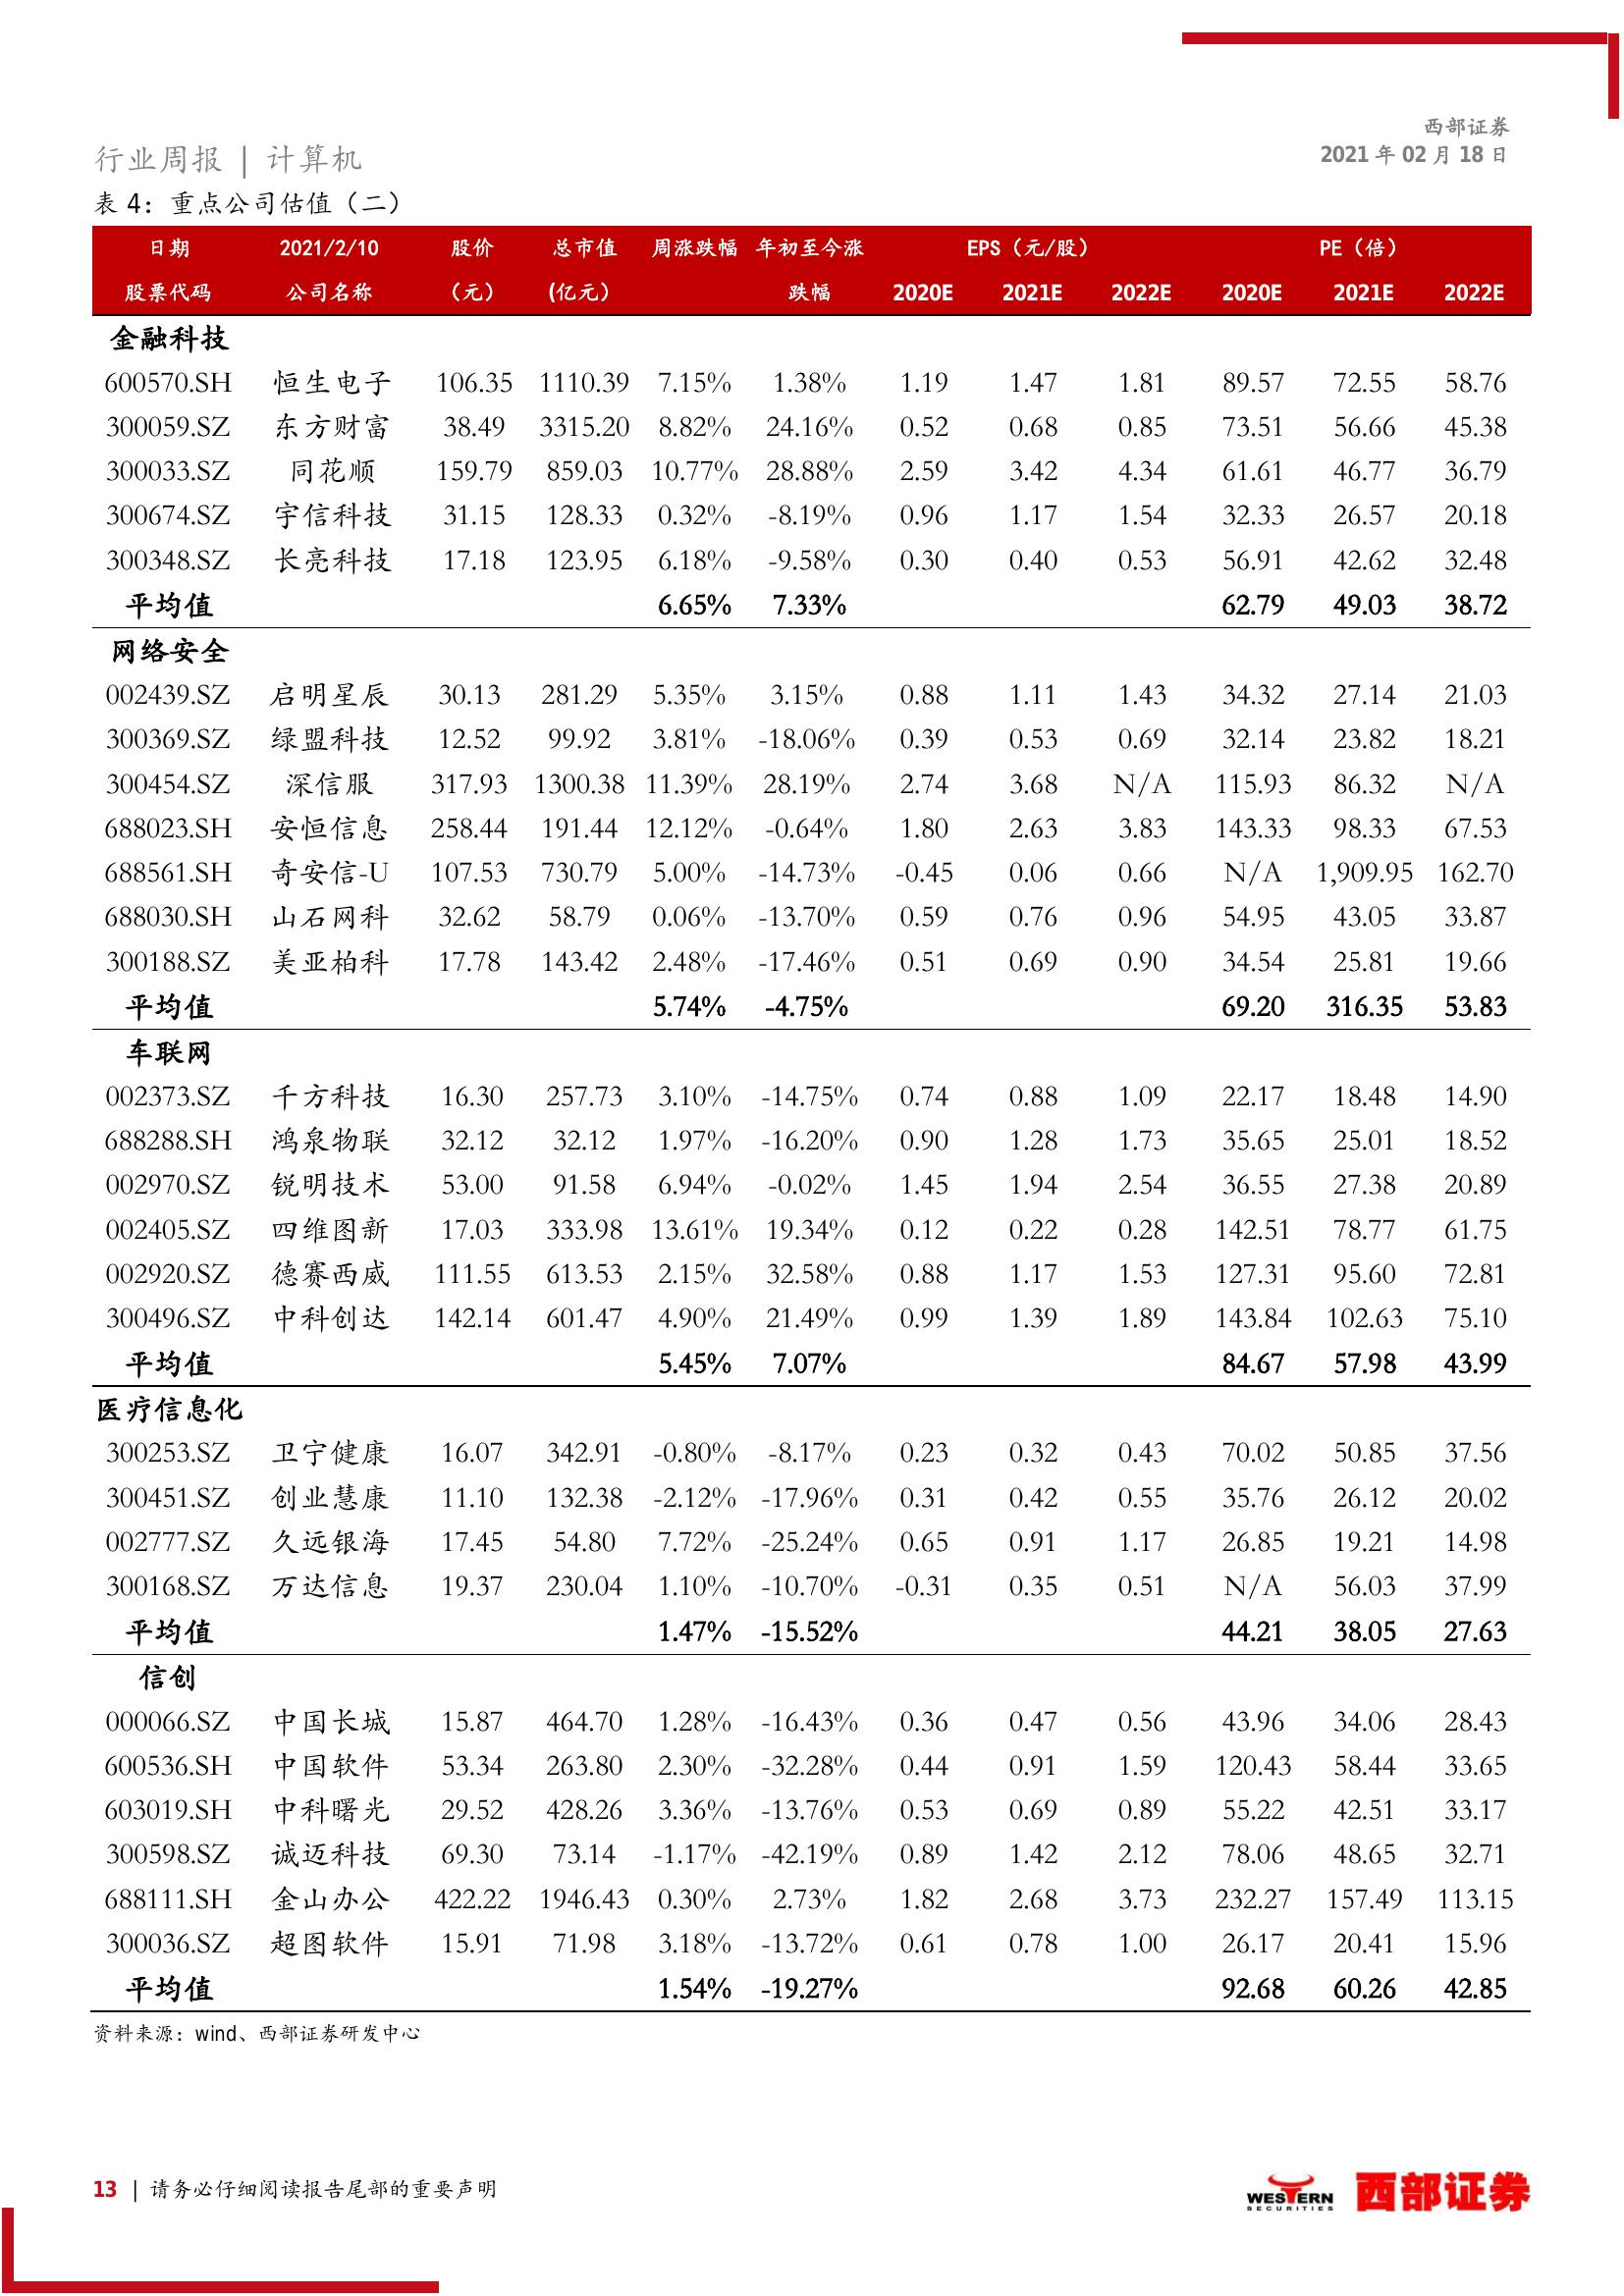 西部证券
行业周报 | 计算机
2021 年 02 月 18 日
表 4：重点公司估值（二）
日期 2021/2/10 股价 总市值 周涨跌幅 年初至今涨 EPS（元/股） PE（倍）
股票代码 公司名称 （元） (亿元） 跌幅 2020E 2021E 2022E 2020E 2021E 2022E
金融科技
600570.SH 恒生电子 106.35 1110.39 7.15% 1.38% 1.19 1.47 1.81 89.57 72.55 58.76
300059.SZ 东方财富 38.49 3315.20 8.82% 24.16% 0.52 0.68 0.85 73.51 56.66 45.38
300033.SZ 同花顺 159.79 859.03 10.77% 28.88% 2.59 3.42 4.34 61.61 46.77 36.79
300674.SZ 宇信科技 31.15 128.33 0.32% -8.19% 0.96 1.17 1.54 32.33 26.57 20.18
300348.SZ 长亮科技 17.18 123.95 6.18% -9.58% 0.30 0.40 0.53 56.91 42.62 32.48
平均值 6.65% 7.33% 62.79 49.03 38.72
网络安全
002439.SZ 启明星辰 30.13 281.29 5.35% 3.15% 0.88 1.11 1.43 34.32 27.14 21.03
300369.SZ 绿盟科技 12.52 99.92 3.81% -18.06% 0.39 0.53 0.69 32.14 23.82 18.21
300454.SZ 深信服 317.93 1300.38 11.39% 28.19% 2.74 3.68 N/A 115.93 86.32 N/A
688023.SH 安恒信息 258.44 191.44 12.12% -0.64% 1.80 2.63 3.83 143.33 98.33 67.53
688561.SH 奇安信-U 107.53 730.79 5.00% -14.73% -0.45 0.06 0.66 N/A 1,909.95 162.70
688030.SH 山石网科 32.62 58.79 0.06% -13.70% 0.59 0.76 0.96 54.95 43.05 33.87
300188.SZ 美亚柏科 17.78 143.42 2.48% -17.46% 0.51 0.69 0.90 34.54 25.81 19.66
平均值 5.74% -4.75% 69.20 316.35 53.83
车联网
002373.SZ 千方科技 16.30 257.73 3.10% -14.75% 0.74 0.88 1.09 22.17 18.48 14.90
688288.SH 鸿泉物联 32.12 32.12 1.97% -16.20% 0.90 1.28 1.73 35.65 25.01 18.52
002970.SZ 锐明技术 53.00 91.58 6.94% -0.02% 1.45 1.94 2.54 36.55 27.38 20.89
002405.SZ 四维图新 17.03 333.98 13.61% 19.34% 0.12 0.22 0.28 142.51 78.77 61.75
002920.SZ 德赛西威 111.55 613.53 2.15% 32.58% 0.88 1.17 1.53 127.31 95.60 72.81
300496.SZ 中科创达 142.14 601.47 4.90% 21.49% 0.99 1.39 1.89 143.84 102.63 75.10
平均值 5.45% 7.07% 84.67 57.98 43.99
医疗信息化
300253.SZ 卫宁健康 16.07 342.91 -0.80% -8.17% 0.23 0.32 0.43 70.02 50.85 37.56
300451.SZ 创业慧康 11.10 132.38 -2.12% -17.96% 0.31 0.42 0.55 35.76 26.12 20.02
002777.SZ 久远银海 17.45 54.80 7.72% -25.24% 0.65 0.91 1.17 26.85 19.21 14.98
300168.SZ 万达信息 19.37 230.04 1.10% -10.70% -0.31 0.35 0.51 N/A 56.03 37.99
平均值 1.47% -15.52% 44.21 38.05 27.63
信创
000066.SZ 中国长城 15.87 464.70 1.28% -16.43% 0.36 0.47 0.56 43.96 34.06 28.43
600536.SH 中国软件 53.34 263.80 2.30% -32.28% 0.44 0.91 1.59 120.43 58.44 33.65
603019.SH 中科曙光 29.52 428.26 3.36% -13.76% 0.53 0.69 0.89 55.22 42.51 33.17
300598.SZ 诚迈科技 69.30 73.14 -1.17% -42.19% 0.89 1.42 2.12 78.06 48.65 32.71
688111.SH 金山办公 422.22 1946.43 0.30% 2.73% 1.82 2.68 3.73 232.27 157.49 113.15
300036.SZ 超图软件 15.91 71.98 3.18% -13.72% 0.61 0.78 1.00 26.17 20.41 15.96
平均值 1.54% -19.27% 92.68 60.26 42.85
资料来源：wind、西部证券研发中心
13 | 请务必仔细阅读报告尾部的重要声明
WESTERN
SECURITIES
西部证券